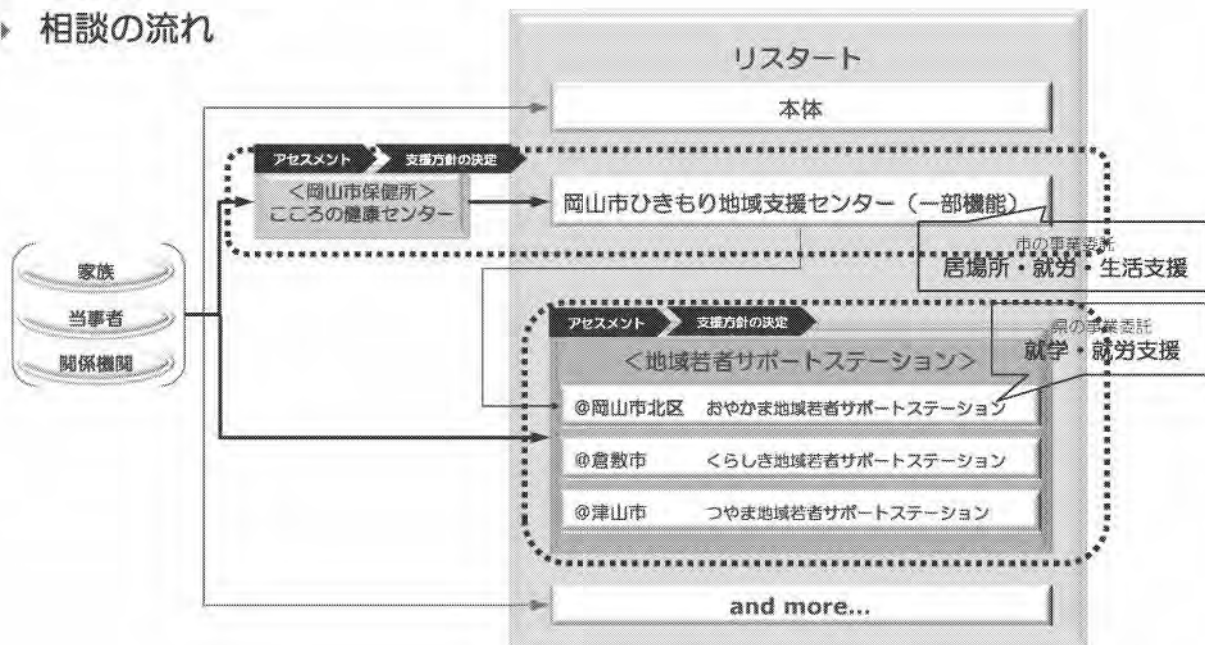 相談の流れ
リスタート
本体
アセスメント
支援方針の決定
＜岡山市保健所＞
こころの健康センター
岡山市ひきもり地域支援センター（一部機能）
市の事業委託
居場所・就労・生活支援
家族
当事者
関係機関
アセスメント
支援方針の決定
県の事業委託
就学・就労支援
＜地域若者サポートステーション＞
@岡山市北区 おやかま地域若者サポートステーション
@倉敷市 くらしき地域若者サポートステーション
@津山市 つやま地域若者サポートステーション
and more...